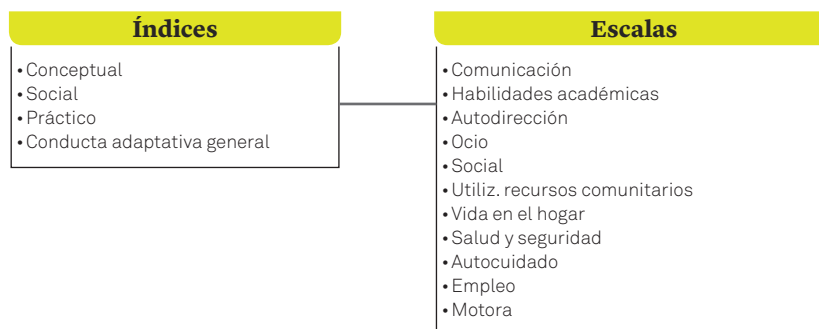 Índices
• Conceptual
• Social
• Práctico
• Conducta adaptativa general
Escalas
• Comunicación
• Habilidades académicas
• Autodirección
• Ocio
• Social
• Utiliz. recursos comunitarios
• Vida en el hogar
• Salud y seguridad
• Autocuidado
• Empleo
• Motora